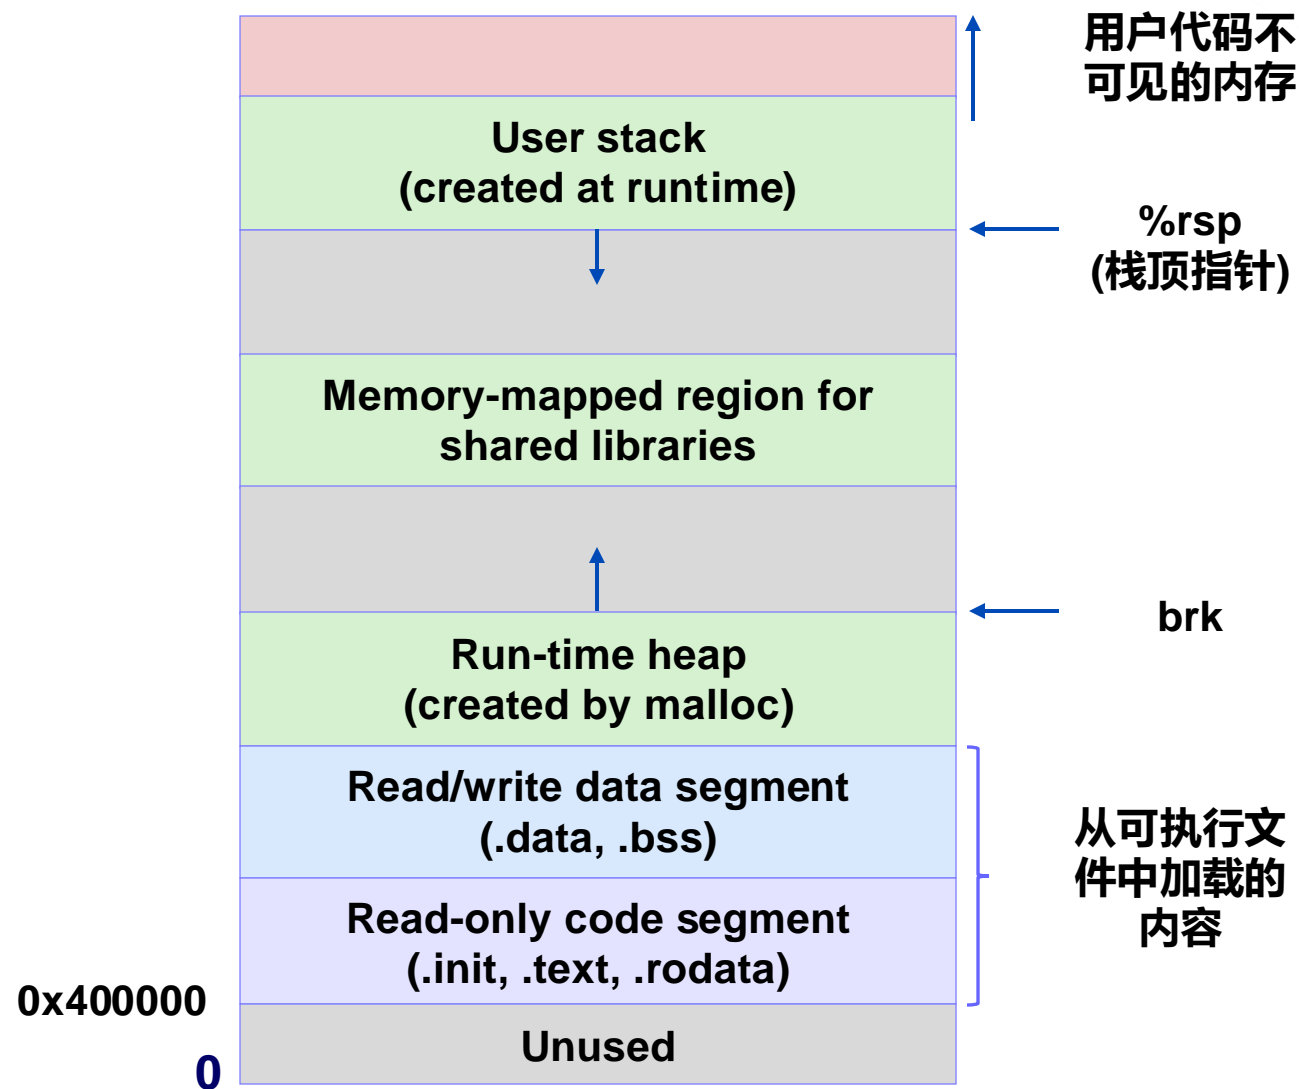 用户代码不
可见的内存
User stack
(created at runtime)
%rsp
(栈顶指针)
Memory-mapped region for
shared libraries
brk
Run-time heap
(created by malloc)
Read/write data segment
(.data, .bss)
从可执行文
件中加载的
内容
Read-only code segment
(.init, .text, .rodata)
0x400000
Unused
0